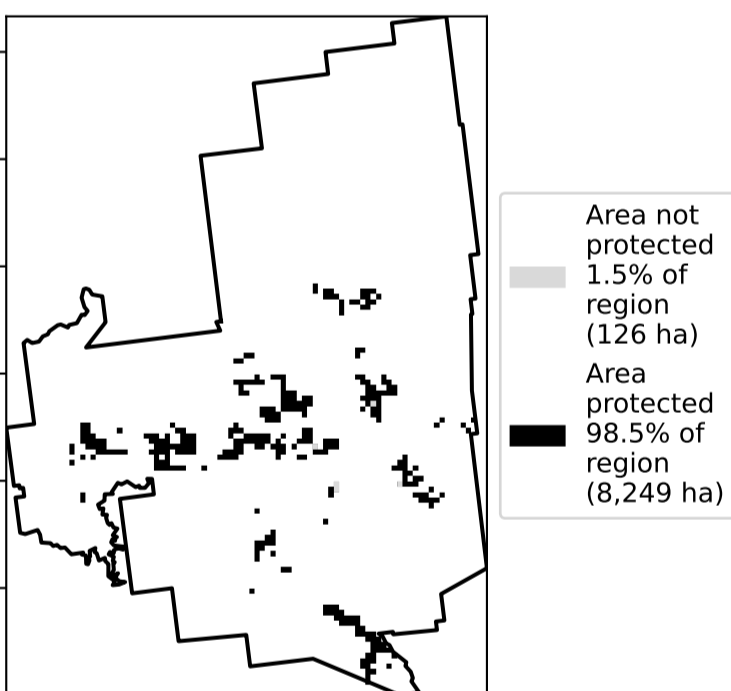 Area not
protected
1.5% of
region
(126 ha)
Area
protected
98.5% of
region
(8,249 ha)